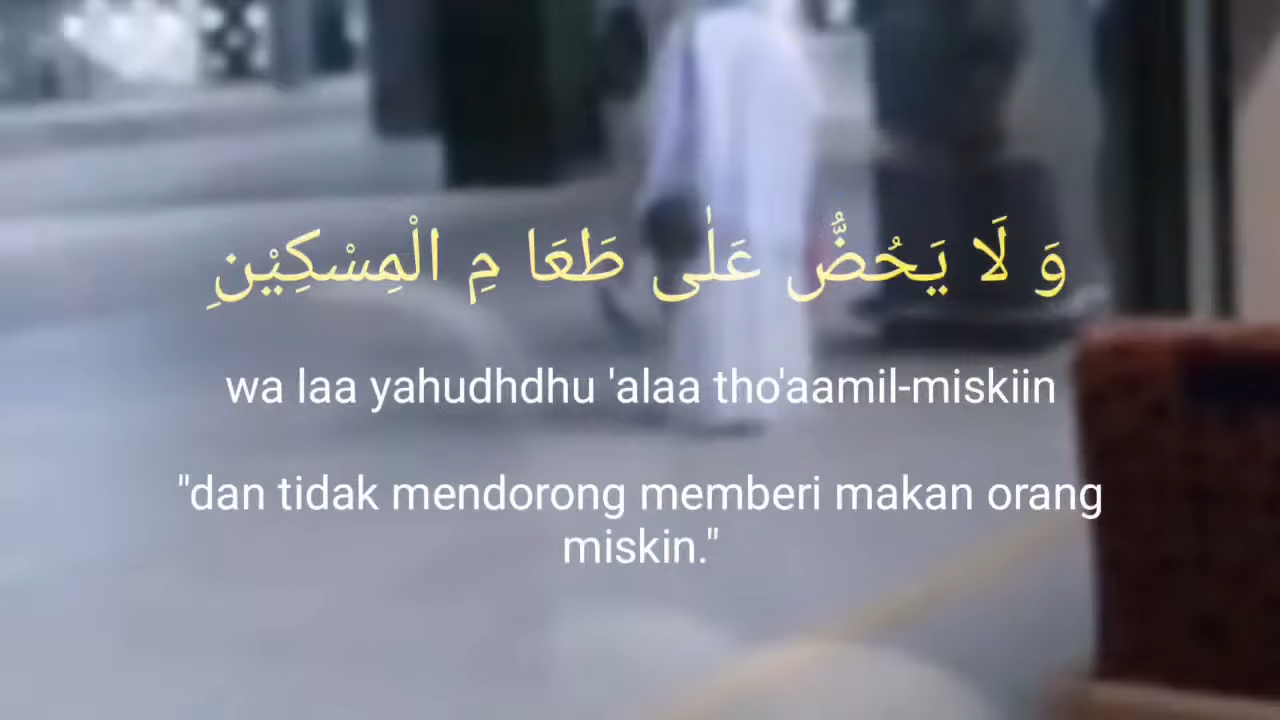 وَ لَا يَحُضُّ عَلٰى طَعَا مِ الْمِسْكِيْنِ
wa laa yahudhdhu 'alaa tho'aamil-miskiin
"dan tidak mendorong memberi makan orang
miskin."